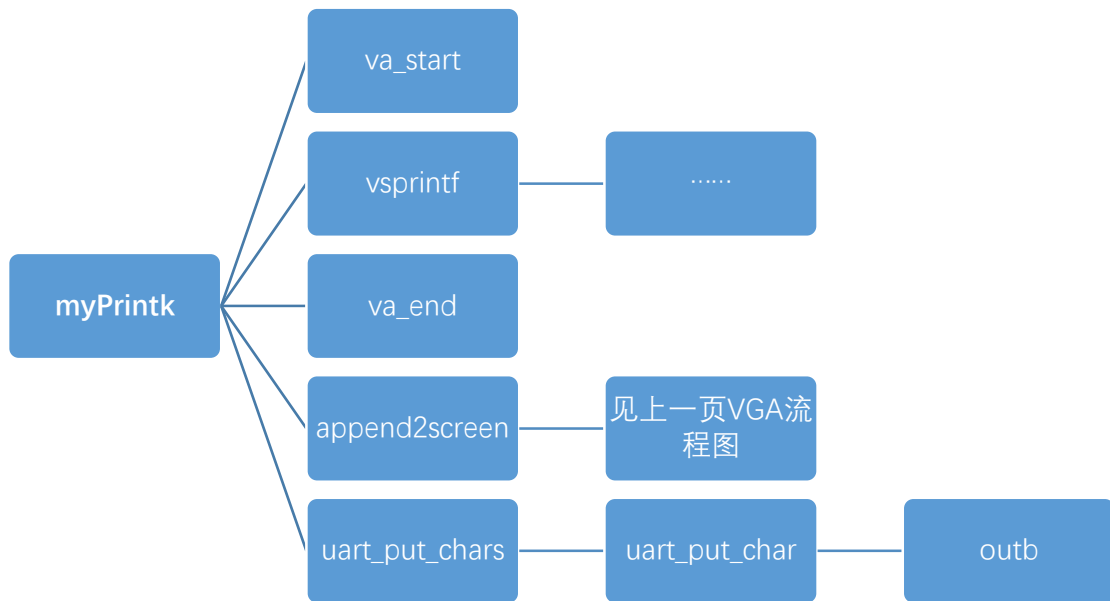 va_start
vsprintf
……
myPrintk
va_end
append2screen
见上一页VGA流
程图
uart_put_chars
uart_put_char
outb